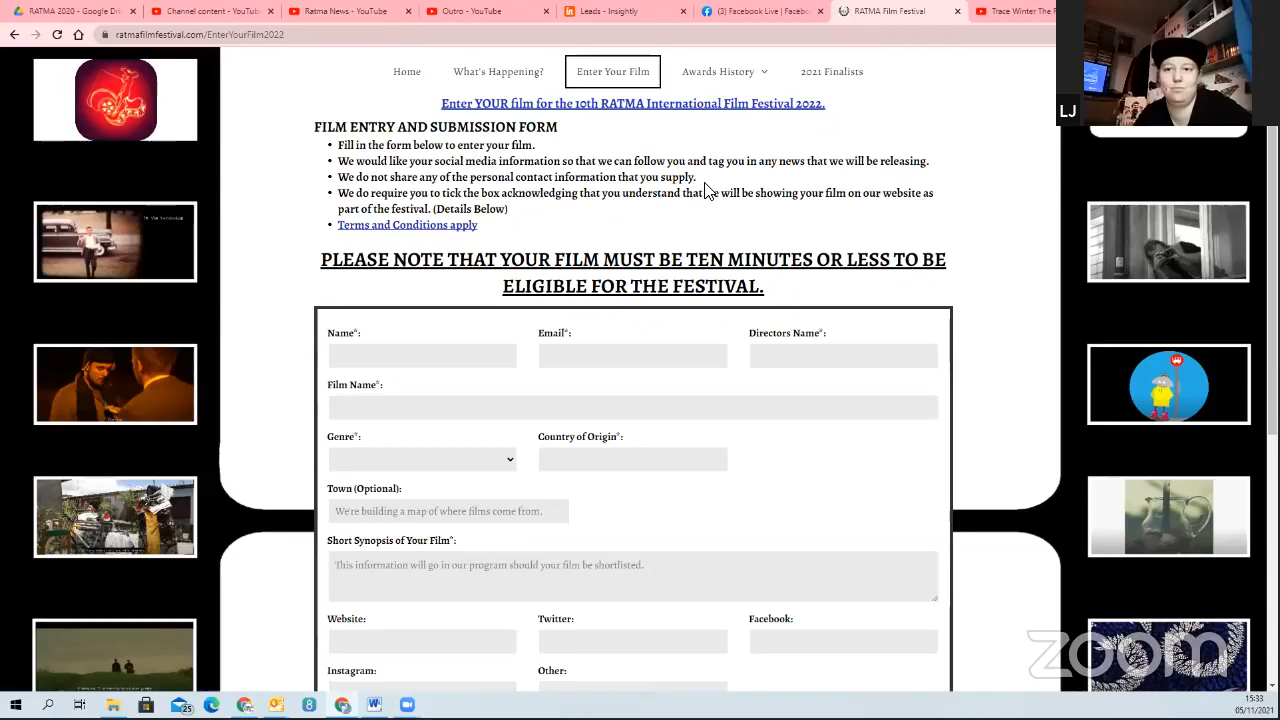 RATMA 2020 - Google Drive
Channel content - YouTube
Ratma News - YouTube
Outro - YouTube
Leads - Insightly
(3) Facebook Live | Facebook
RATMA Film Festival
Trace Winter The
ratmafilmfestival.com/EnterYourFilm2022
Home
What's Happening?
Enter Your Film
Awards History
2021 Finalists
LJ
Enter YOUR film for the 10th RATMA International Film Festival 2022.
FILM ENTRY AND SUBMISSION FORM
• Fill in the form below to enter your film.
• We would like your social media information so that we can follow you and tag you in any news that we will be releasing.
• We do not share any of the personal contact information that you supply.
• We do require you to tick the box acknowledging that you understand that we will be showing your film on our website as
part of the festival. (Details Below)
• Terms and Conditions apply
PLEASE NOTE THAT YOUR FILM MUST BE TEN MINUTES OR LESS TO BE
ELIGIBLE FOR THE FESTIVAL.
Name*:
Email*:
Directors Name*:
Film Name*:
Genre*:
Country of Origin*:
Town (Optional):
We're building a map of where films come from.
Short Synopsis of Your Film*:
This information will go in our program should your film be shortlisted.
Website:
Twitter:
Facebook:
Instagram:
Other:
zoom
25
15:33
05/11/2021